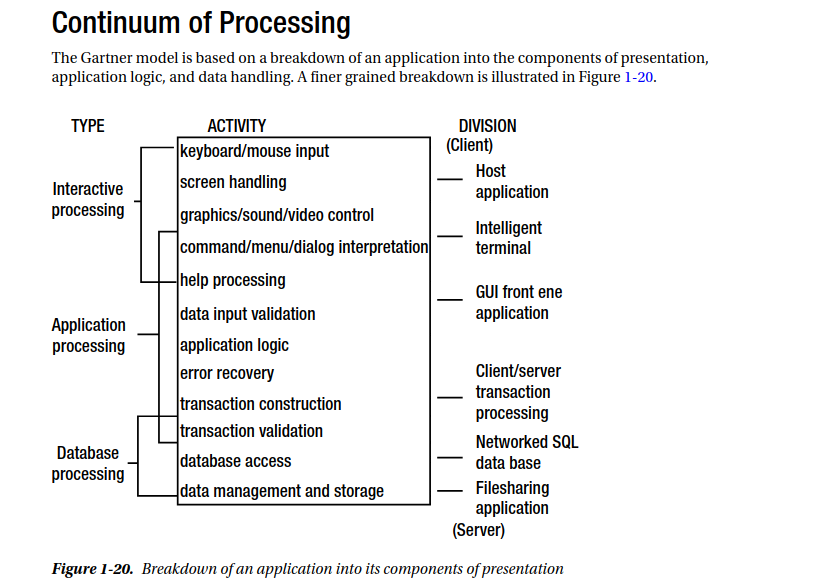 Continuum of Processing
The Gartner model is based on a breakdown of an application into the components of presentation,
application logic, and data handling. A finer grained breakdown is illustrated in Figure 1-20.
TYPE
ACTIVITY
DIVISION
(Client)
Interactive
processing
Application
processing
Database
processing
keyboard/mouse input
screen handling
graphics/sound/video control
command/menu/dialog interpretation
help processing
data input validation
application logic
error recovery
transaction construction
transaction validation
database access
data management and storage
Host
application
Intelligent
terminal
GUI front ene
application
Client/server
transaction
processing
Networked SQL
data base
Filesharing
application
(Server)
Figure 1-20. Breakdown of an application into its components of presentation